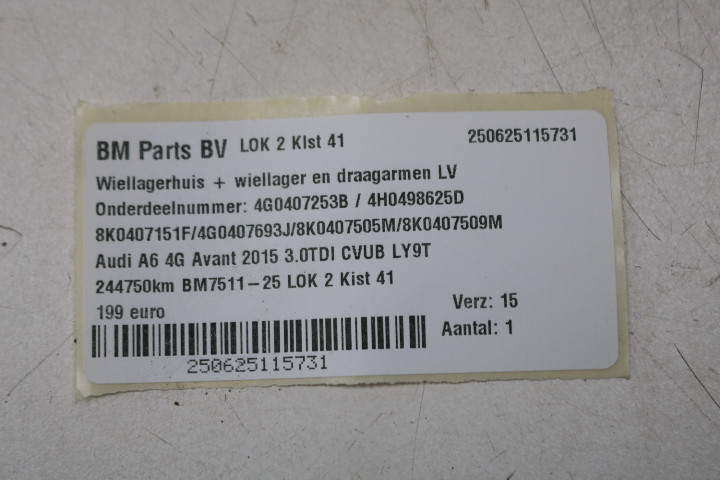 BM Parts BV LOK 2 Klst 41 250625115731
Wiellagerhuis + wiellager en draagarmen LV
Onderdeelnummer: 4G0407253B / 4H0498625D
8K0407151F/4G0407693J/8K0407505M/8K0407509M
Audi A6 4G Avant 2015 3.0TDI CVUB LY9T
244750km BM7511-25 LOK 2 Kist 41
199 euro Verz: 15
Aantal: 1
250625115731